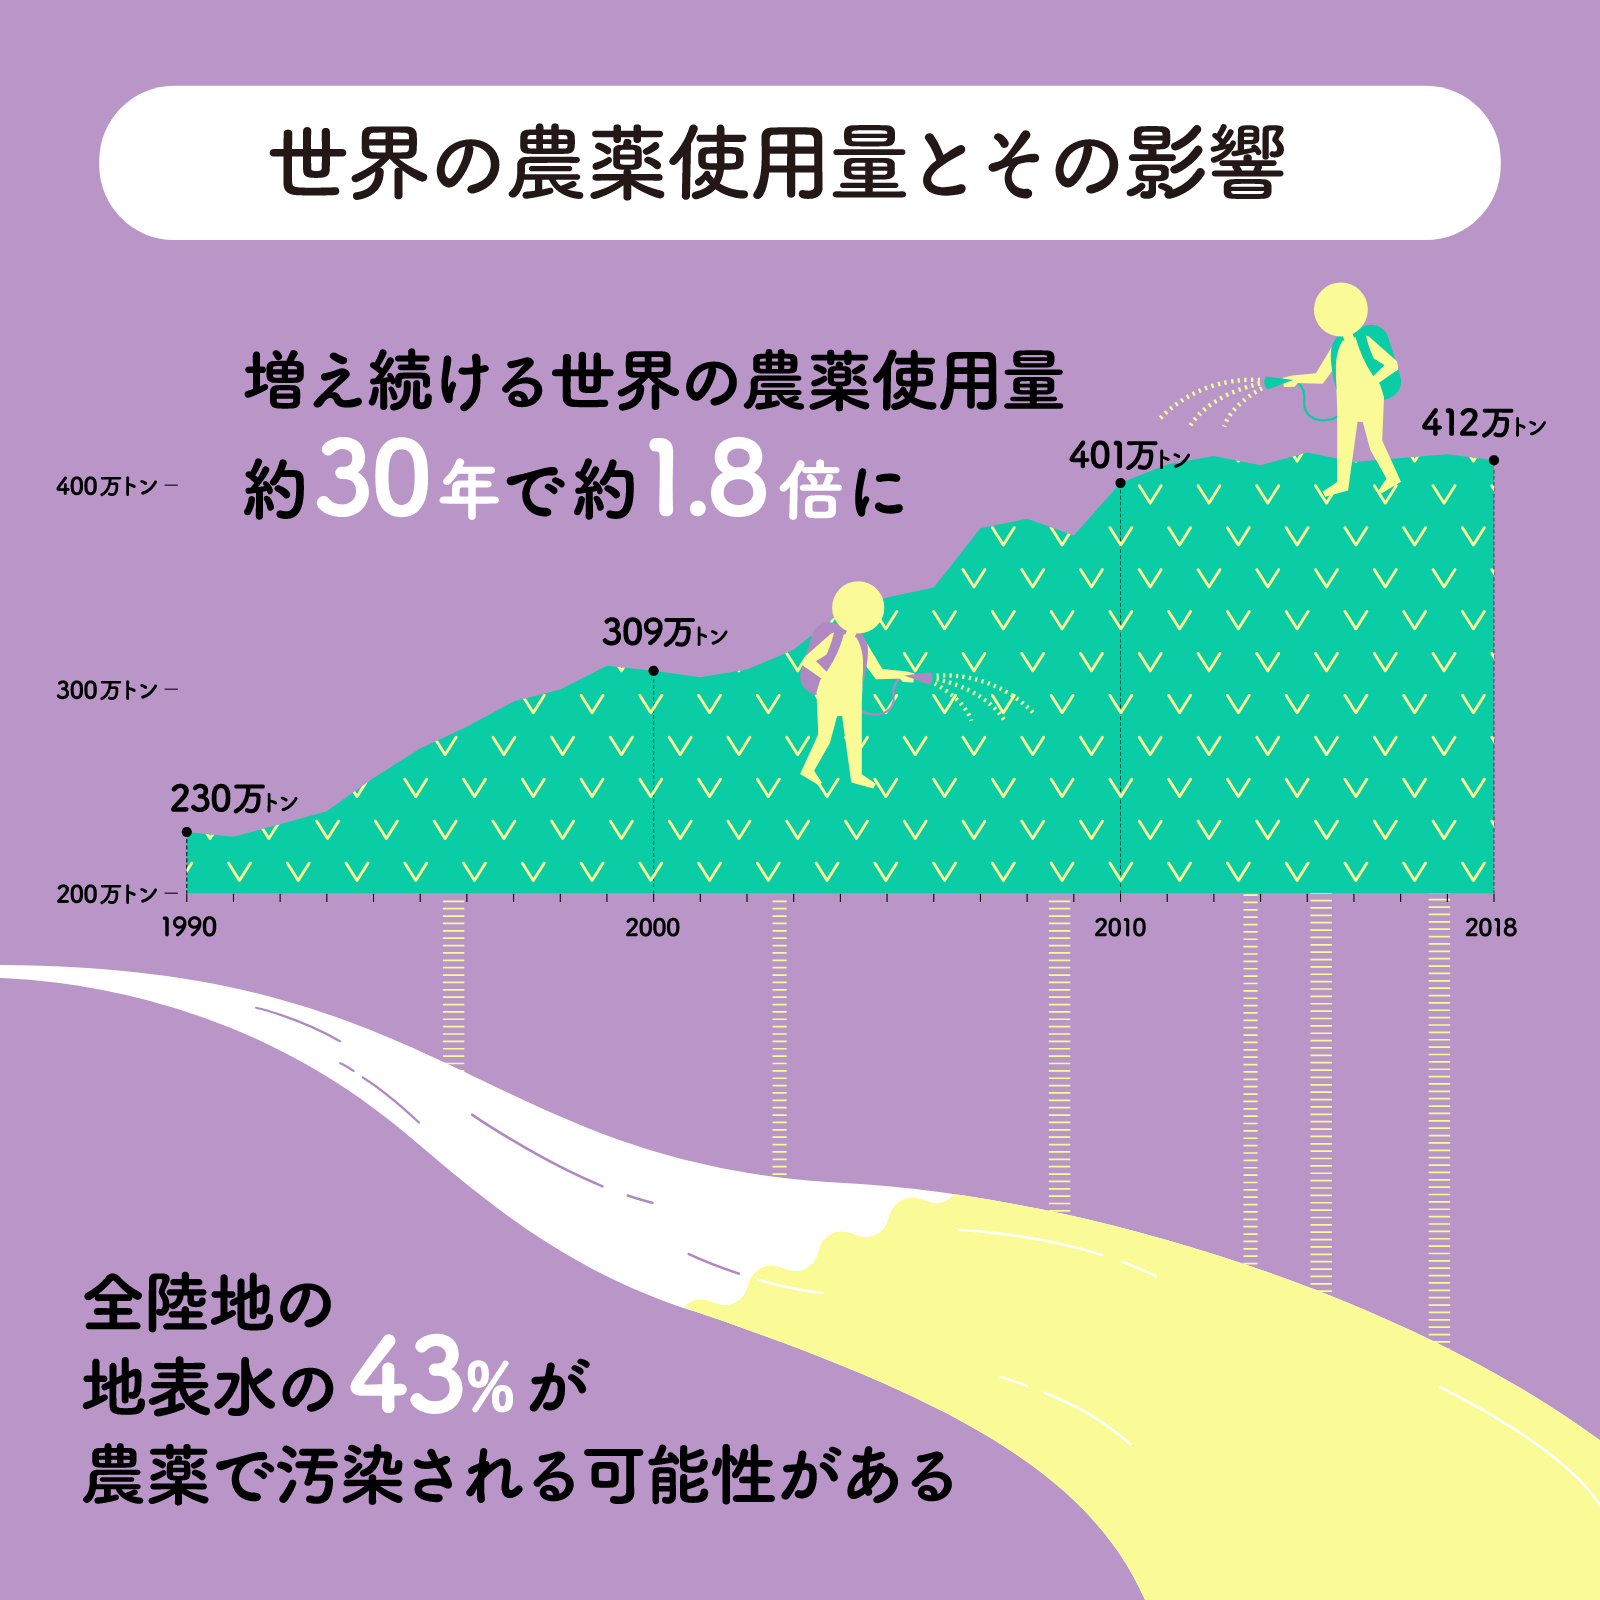 世界の農薬使用量とその影響
増え続ける世界の農薬使用量
約30年で約1.8倍に
412万トン
401万トン
400万トン
309万トン
300万トン
230万トン
200万トン
1990
2000
2010
2018
全陸地の
地表水の43%が
農薬で汚染される可能性がある